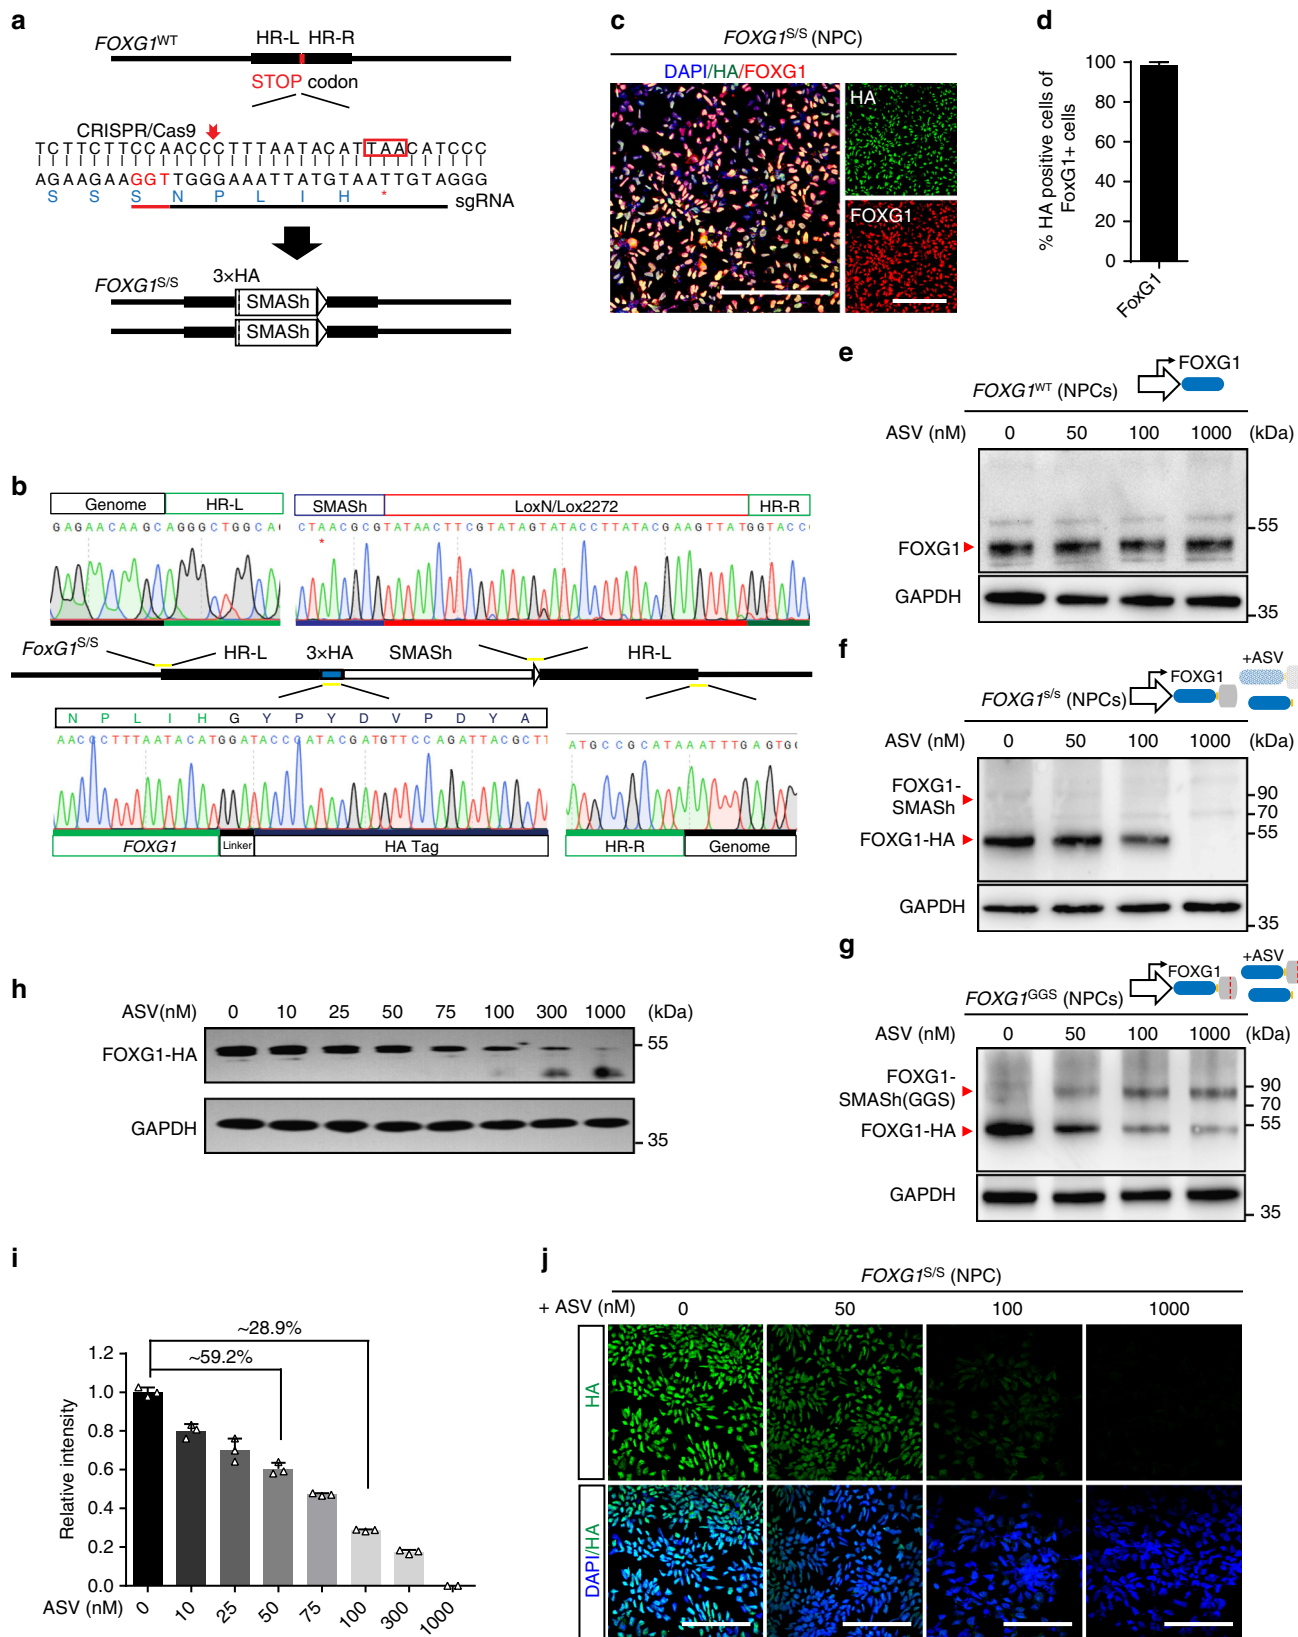 a
FOXG1WT
HR-L HR-R
STOP codon
CRISPR/Cas9
TCTTCTTCCAACCCTTTAATACATTAACATCCC
AGAAGAAGGTTGGGAAATTATGTAATTGTAGGG
S S S N P L I H *
sgRNA
3×HA
FOXG1S/S
SMASh
SMASh
b
Genome HR-L
GAGAACAAGCAGGGCTGGCA
SMASh LoxN/Lox2272 HR-R
CTAACGCGTATAACTTCGTATAGTATACCTTATACGAAGTTATGGTACC
*
FoxG1S/S
HR-L 3×HA SMASh HR-L
N P L I H G Y P Y D V P D Y A
AACCCTTTAATACATGGATACCCATACGATGTTCCAGATTACGCTT
FOXG1 Linker HA Tag
ATGCCGCATAAATTTGAGTG
HR-R Genome
c
FOXG1S/S (NPC)
DAPI/HA/FOXG1
HA
FOXG1
d
% HA positive cells of
FoxG1+ cells
100
80
60
40
20
0
FoxG1
e
FOXG1
FOXG1WT (NPCs)
ASV (nM) 0 50 100 1000 (kDa)
55
FOXG1
GAPDH
35
f
+ASV
FOXG1
FOXG1S/S (NPCs)
ASV (nM) 0 50 100 1000 (kDa)
FOXG1-
SMASh
90
70
55
FOXG1-HA
GAPDH
35
g
+ASV
FOXG1
FOXG1GGS (NPCs)
ASV (nM) 0 50 100 1000 (kDa)
FOXG1-
SMASh(GGS)
90
70
55
FOXG1-HA
GAPDH
35
h
ASV(nM) 0 10 25 50 75 100 300 1000 (kDa)
FOXG1-HA
55
GAPDH
35
i
~28.9%
~59.2%
Relative intensity
1.2
1.0
0.8
0.6
0.4
0.2
0.0
ASV (nM) 0 10 25 50 75 100 300 1000
j
FOXG1S/S (NPC)
+ ASV (nM) 0 50 100 1000
HA
DAPI/HA